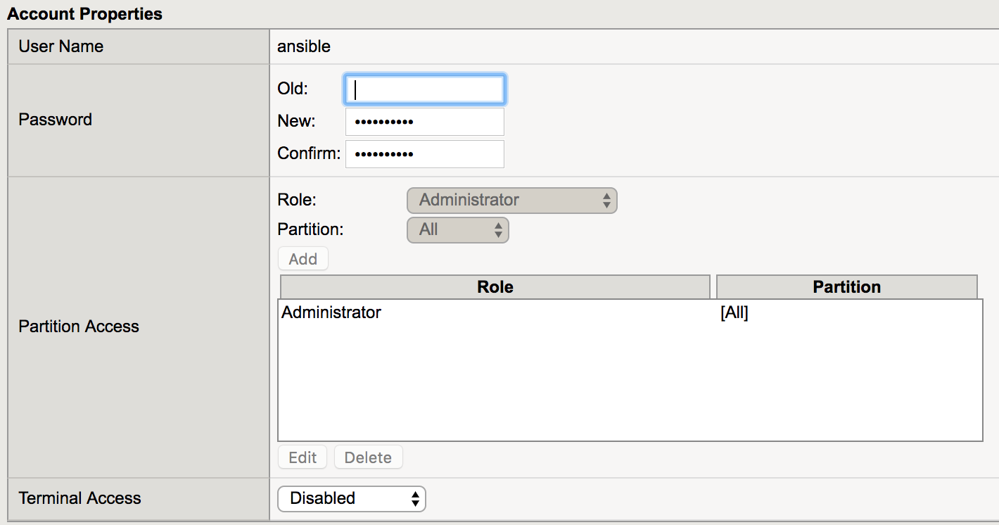 Account Properties
User Name ansible
Password
Old:
New: ••••••••••
Confirm: ••••••••••
Partition Access
Role: Administrator
Partition: All
Add
Role Partition
Administrator [All]
Edit Delete
Terminal Access Disabled